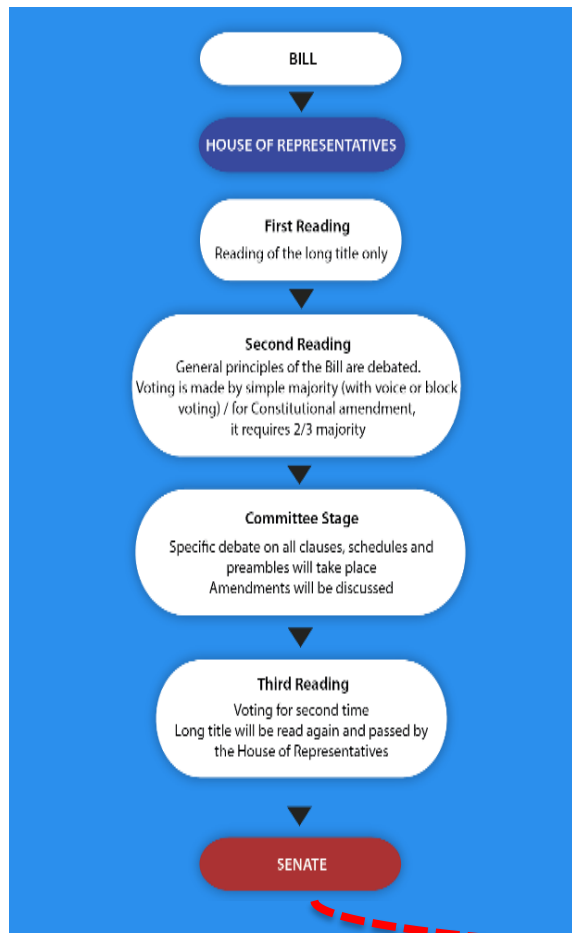 BILL
HOUSE OF REPRESENTATIVES
First Reading
Reading of the long title only
Second Reading
General principles of the Bill are debated.
Voting is made by simple majority (with voice or block
voting) / for Constitutional amendment,
it requires 2/3 majority
Committee Stage
Specific debate on all clauses, schedules and
preambles will take place
Amendments will be discussed
Third Reading
Voting for second time
Long title will be read again and passed by
the House of Representatives
SENATE